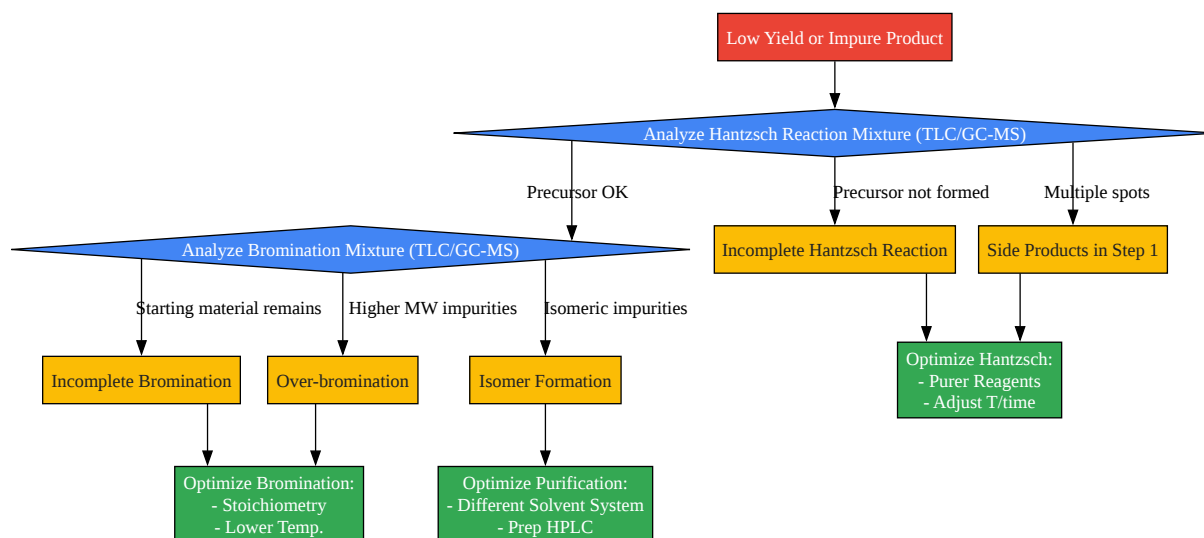 Low Yield or Impure Product
Analyze Hantzsch Reaction Mixture (TLC/GC-MS)
Precursor OK
Precursor not formed
Multiple spots
Analyze Bromination Mixture (TLC/GC-MS)
Incomplete Hantzsch Reaction
Side Products in Step 1
Starting material remains
Higher MW impurities
Isomeric impurities
Incomplete Bromination
Over-bromination
Isomer Formation
Optimize Hantzsch:
- Purer Reagents
- Adjust T/time
Optimize Bromination:
- Stoichiometry
- Lower Temp.
Optimize Purification:
- Different Solvent System
- Prep HPLC